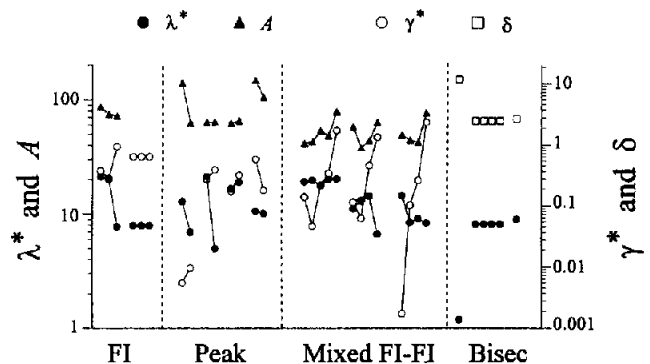 λ* A γ* δ
100
10
1
10
1
0.1
0.01
0.001
λ* and A
γ* and δ
FI Peak Mixed FI-FI Bisec